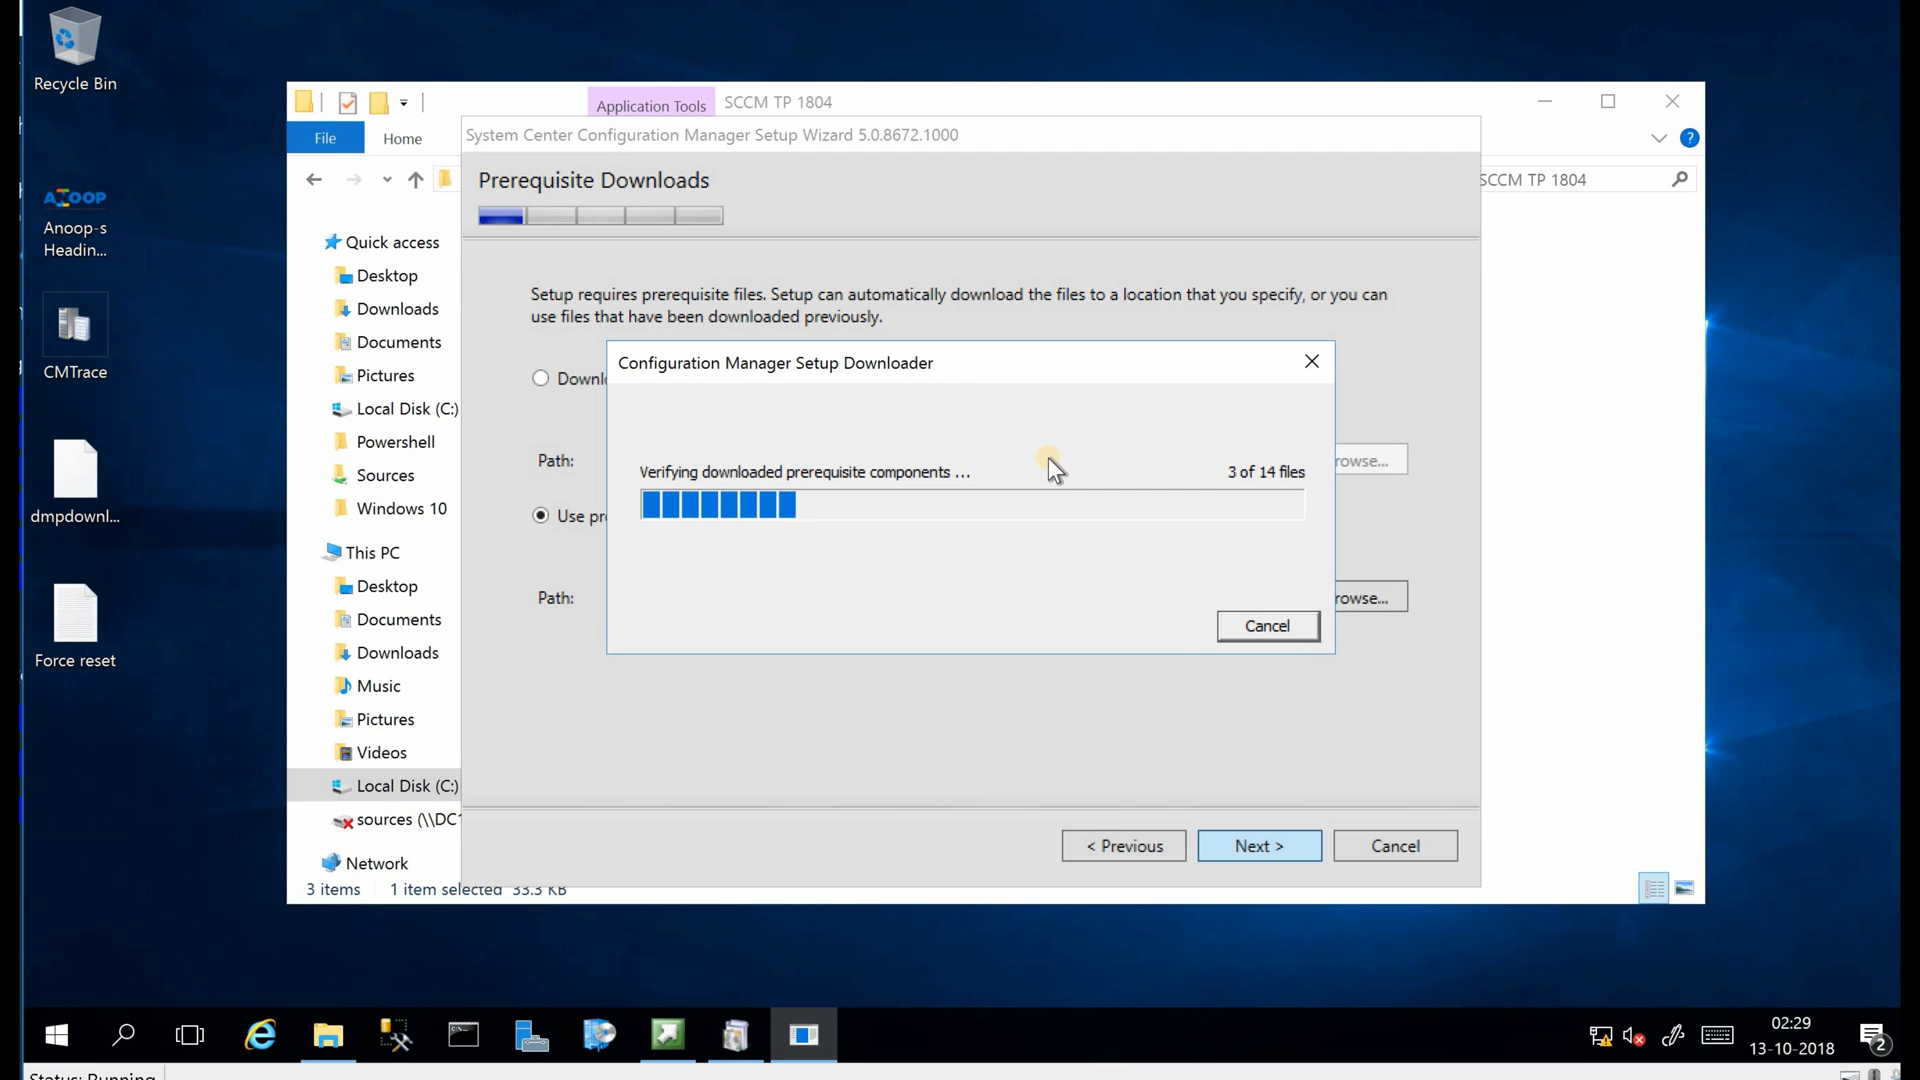 Recycle Bin
ANOOP
Anoop-s
Headin...
CMTrace
dmpdownl...
Force reset
Application Tools
SCCM TP 1804
File
Home
System Center Configuration Manager Setup Wizard 5.0.8672.1000
SCCM TP 1804
Prerequisite Downloads
Quick access
Desktop
Downloads
Documents
Pictures
Local Disk (C:)
Powershell
Sources
Windows 10
This PC
Desktop
Documents
Downloads
Music
Pictures
Videos
Local Disk (C:)
sources (\\DC1
Network
3 items
1 item selected 33.3 KB
Setup requires prerequisite files. Setup can automatically download the files to a location that you specify, or you can
use files that have been downloaded previously.
Downl
Path:
rowse...
Use pr
Path:
rowse...
Configuration Manager Setup Downloader
Verifying downloaded prerequisite components ...
3 of 14 files
Cancel
< Previous
Next >
Cancel
02:29
13-10-2018
2
Status: Running